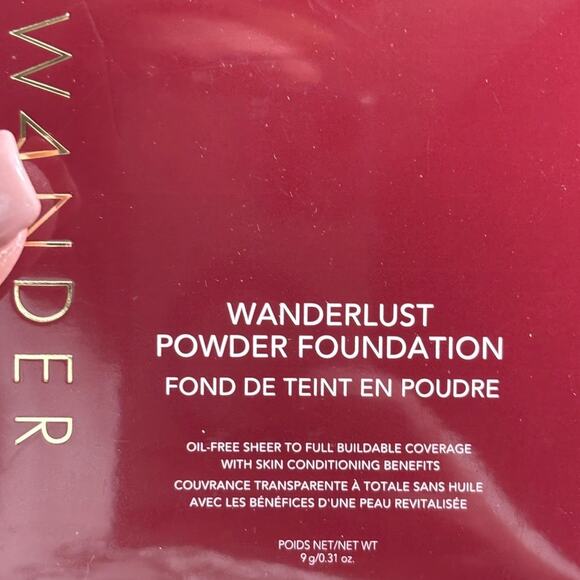 WANDER
WANDERLUST
POWDER FOUNDATION
FOND DE TEINT EN POUDRE
OIL-FREE SHEER TO FULL BUILDABLE COVERAGE
WITH SKIN CONDITIONING BENEFITS
COUVRANCE TRANSPARENTE À TOTALE SANS HUILE
AVEC LES BÉNÉFICES D'UNE PEAU REVITALISÉE
POIDS NET/NET WT
9 g/0.31 oz.